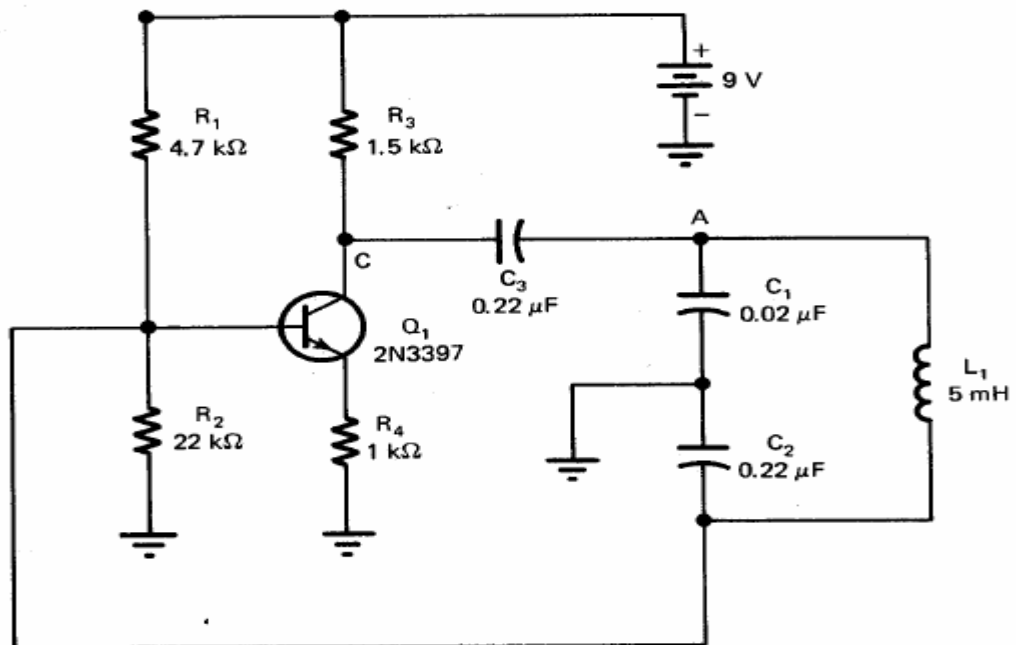 +
9 V
−
R₁
4.7 kΩ
R₃
1.5 kΩ
A
C
C₃
0.22 μF
C₁
0.02 μF
Q₁
2N3397
L₁
5 mH
R₂
22 kΩ
R₄
1 kΩ
C₂
0.22 μF